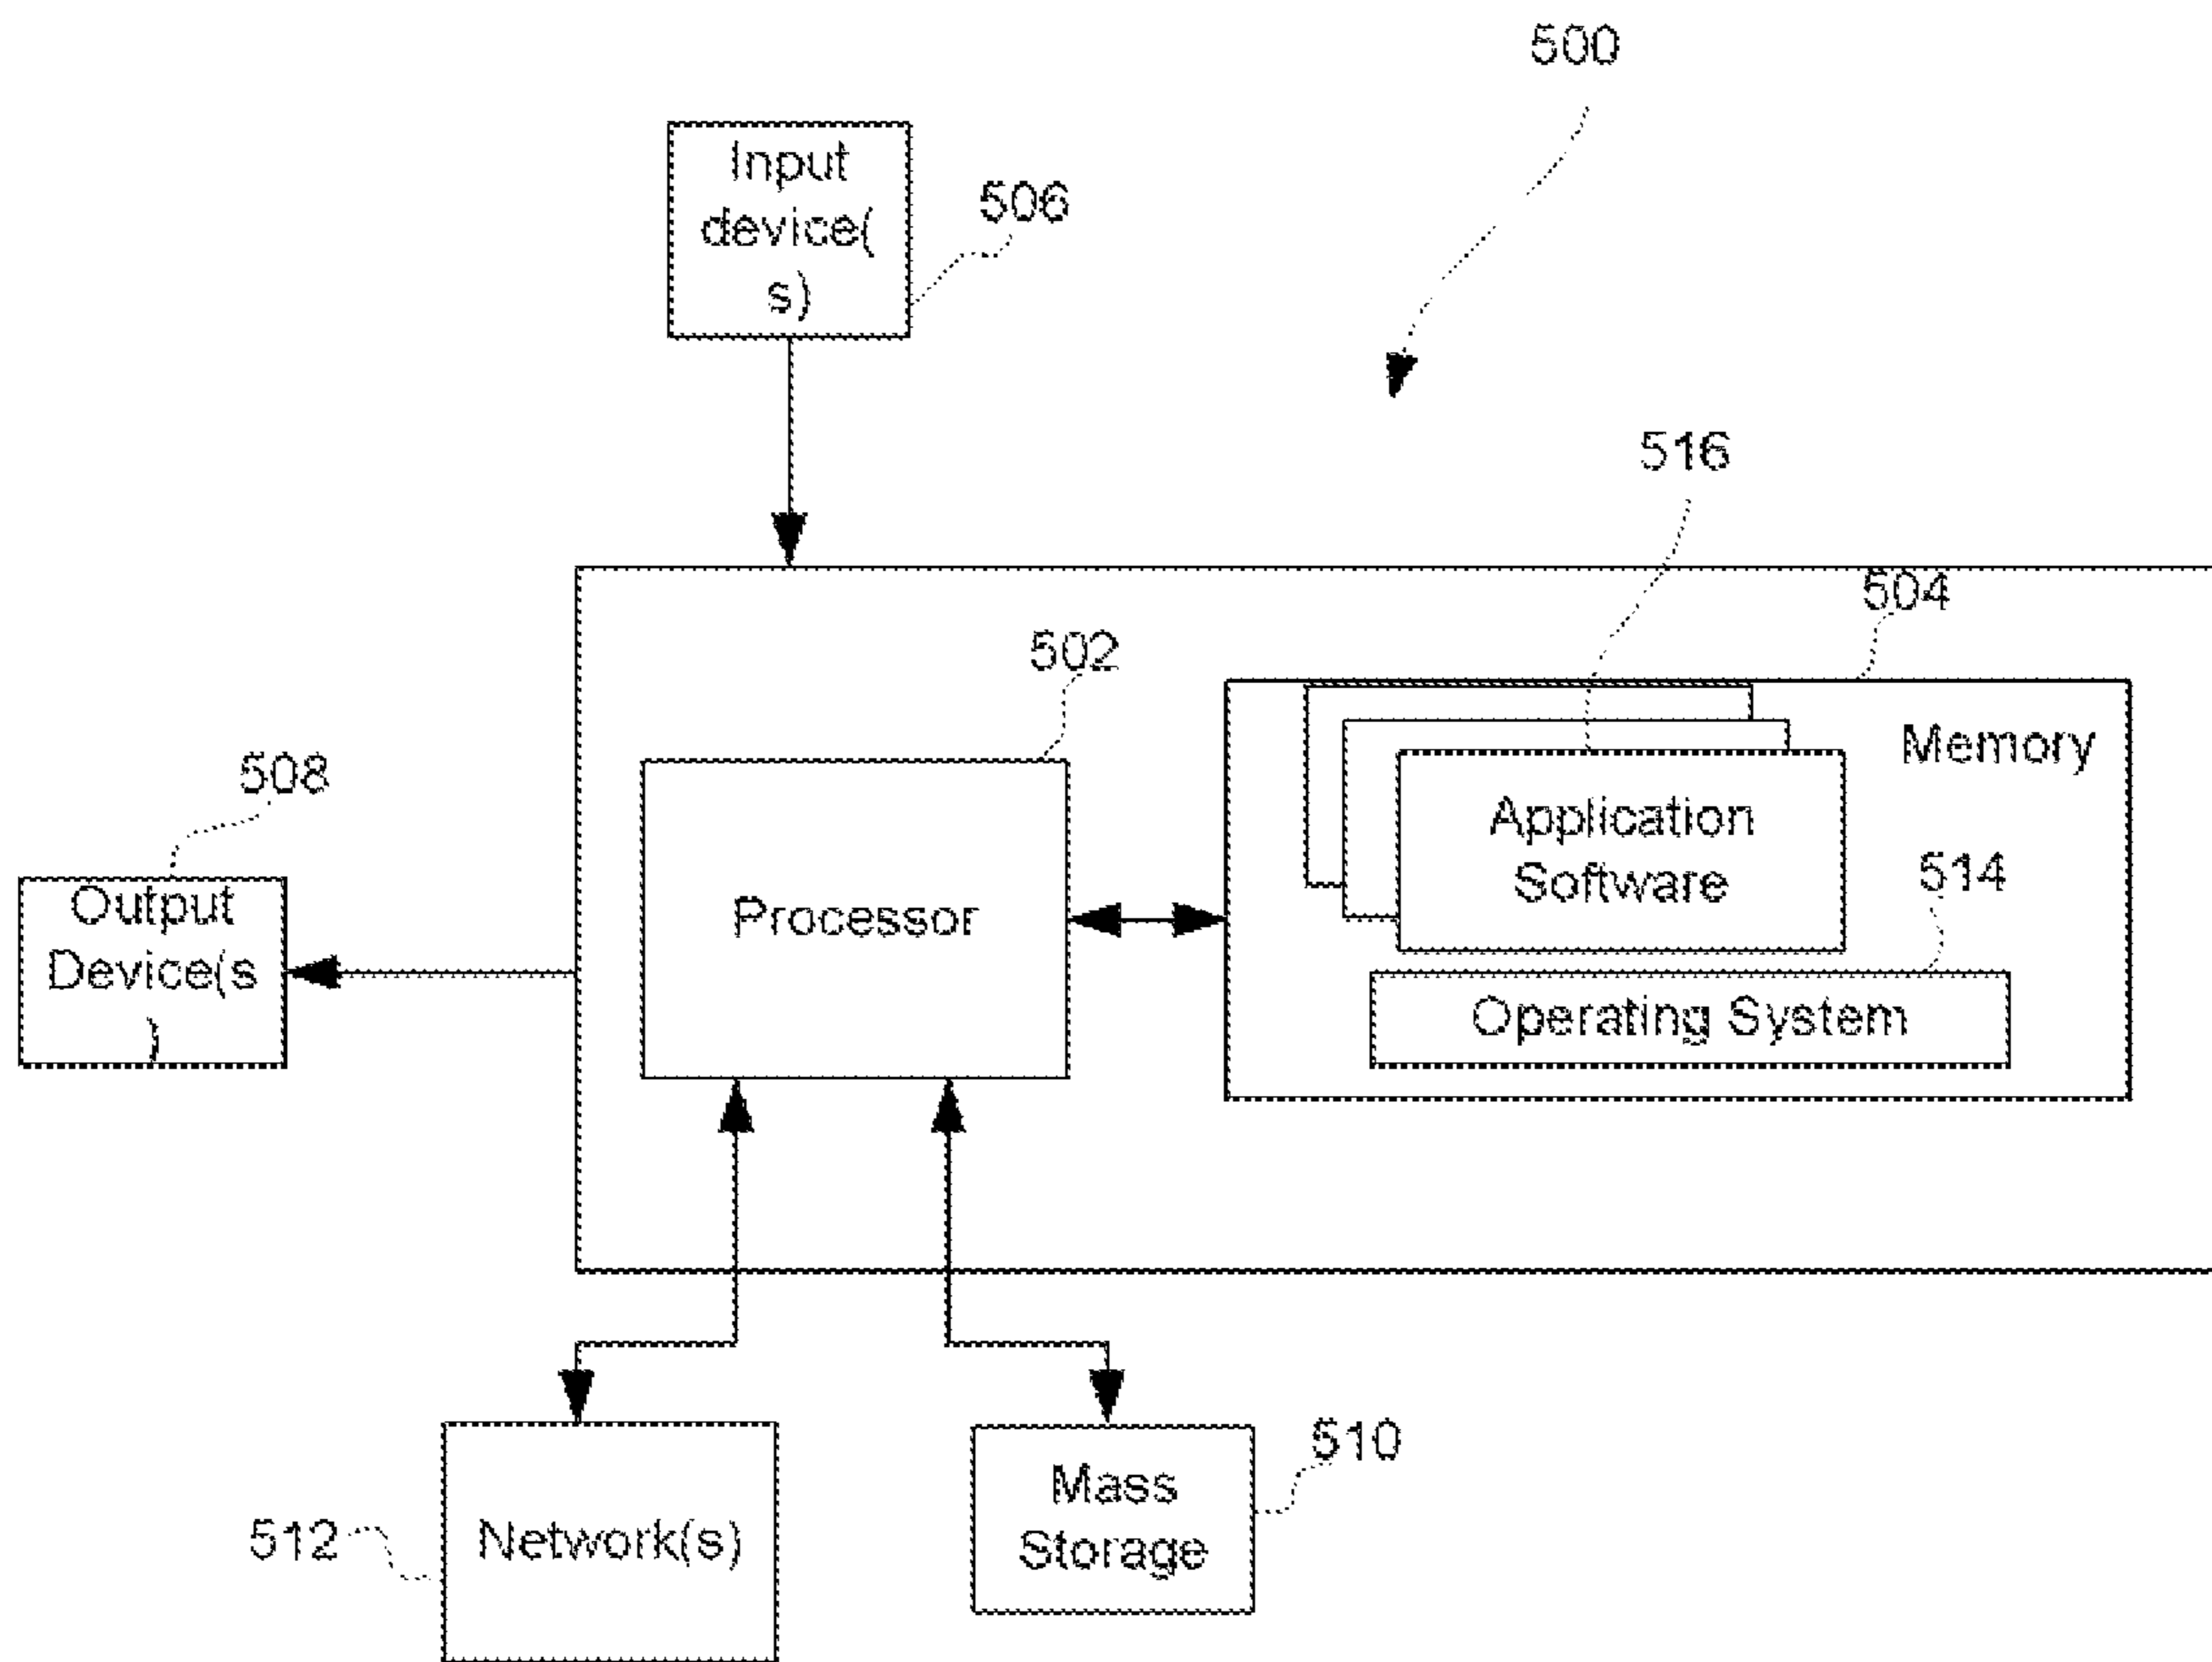 500
Input
device(
s)
506
516
504
502
Memory
508
Application
Software
514
Output
Device(s
)
Processor
Operating System
510
Mass
Storage
512
Network(s)